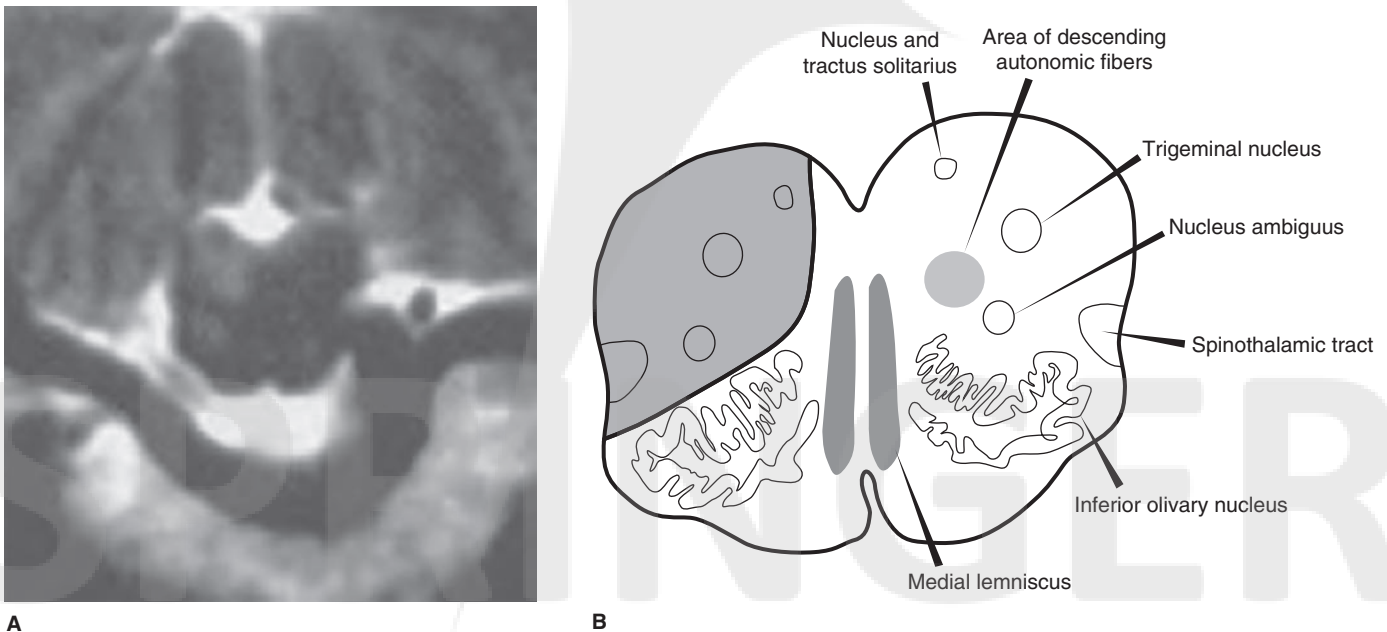 Nucleus and
tractus solitarius
Area of descending
autonomic fibers
Trigeminal nucleus
Nucleus ambiguus
Spinothalamic tract
Inferior olivary nucleus
Medial lemniscus
SPRINGER
A
B